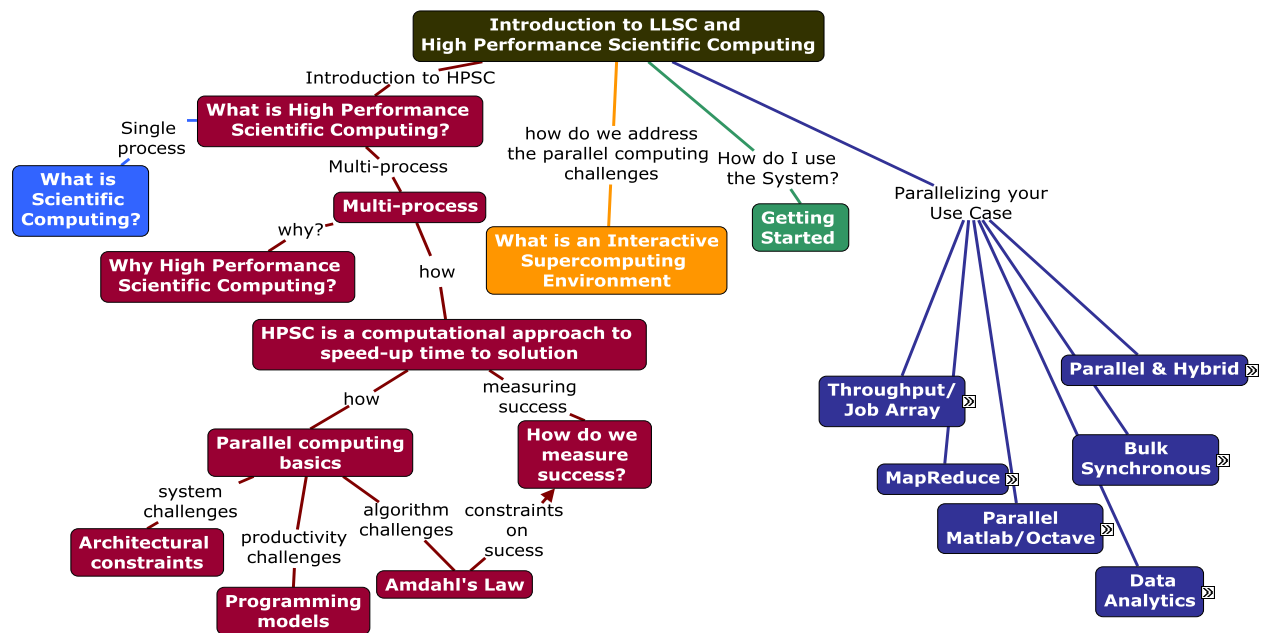 Introduction to LLSC and
High Performance Scientific Computing
Introduction to HPSC
What is High Performance
Scientific Computing?
Single
process
What is
Scientific
Computing?
Multi-process
Multi-process
why?
Why High Performance
Scientific Computing?
how
HPSC is a computational approach to
speed-up time to solution
how
measuring
success
Parallel computing
basics
How do we
measure
success?
system
challenges
Architectural
constraints
productivity
challenges
Programming
models
algorithm
challenges
Amdahl's Law
constraints
on
sucess
how do we address
the parallel computing
challenges
What is an Interactive
Supercomputing
Environment
How do I use
the System?
Getting
Started
Parallelizing your
Use Case
Throughput/
Job Array
MapReduce
Parallel
Matlab/Octave
Data
Analytics
Bulk
Synchronous
Parallel & Hybrid